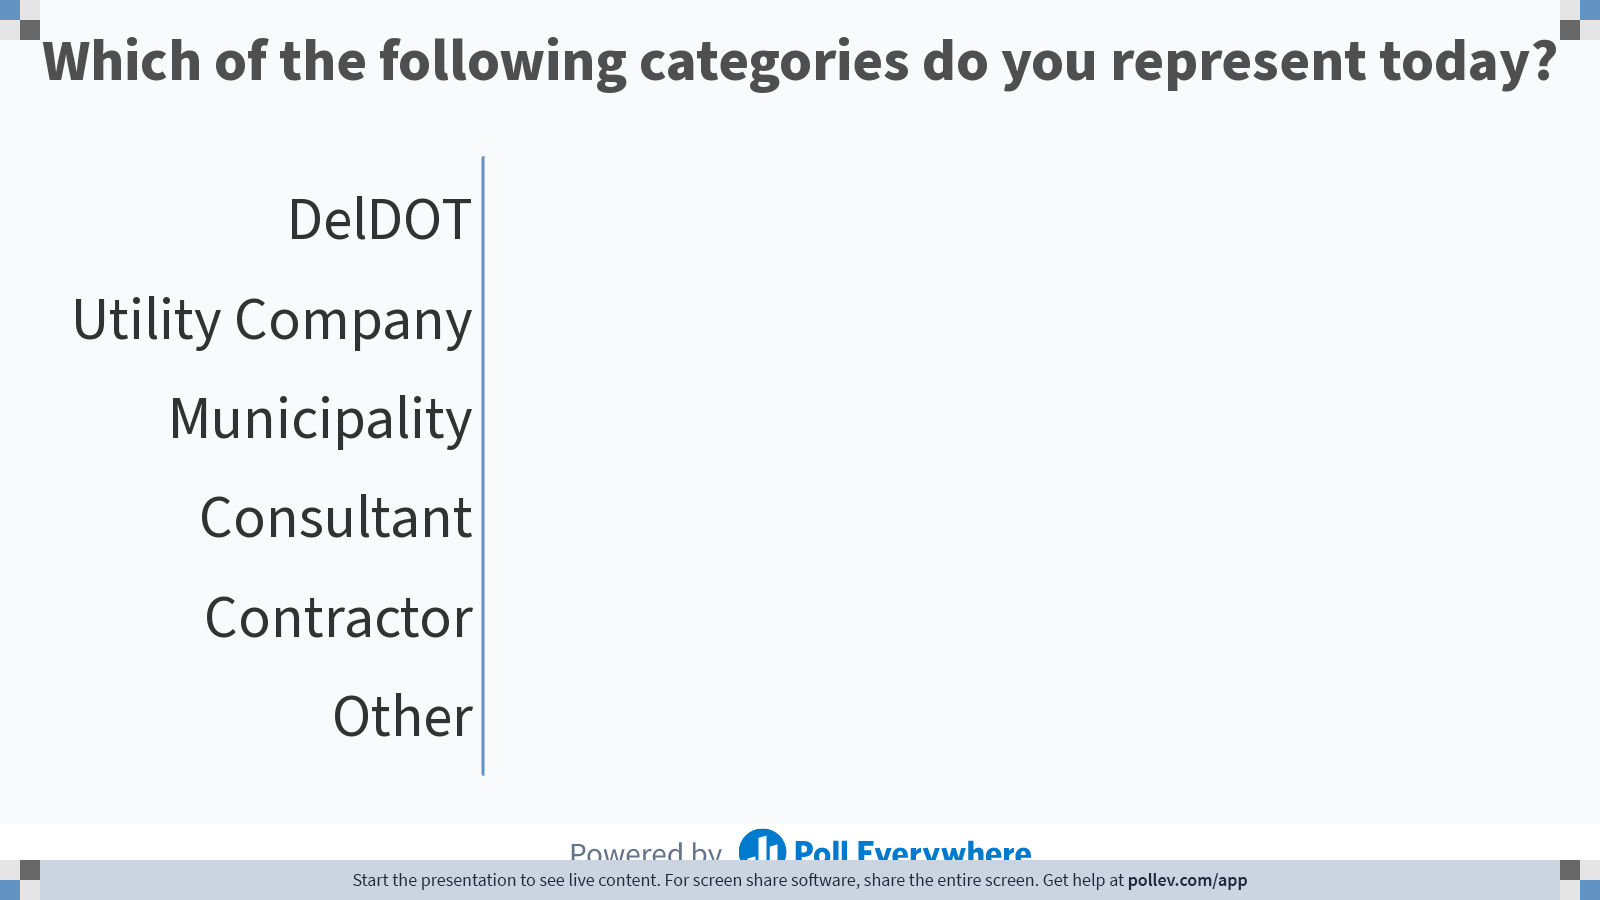 Which of the following categories do you represent today?
DelDOT
Utility Company
Municipality
Consultant
Contractor
Other
Powered by Poll Everywhere
Start the presentation to see live content. For screen share software, share the entire screen. Get help at pollev.com/app